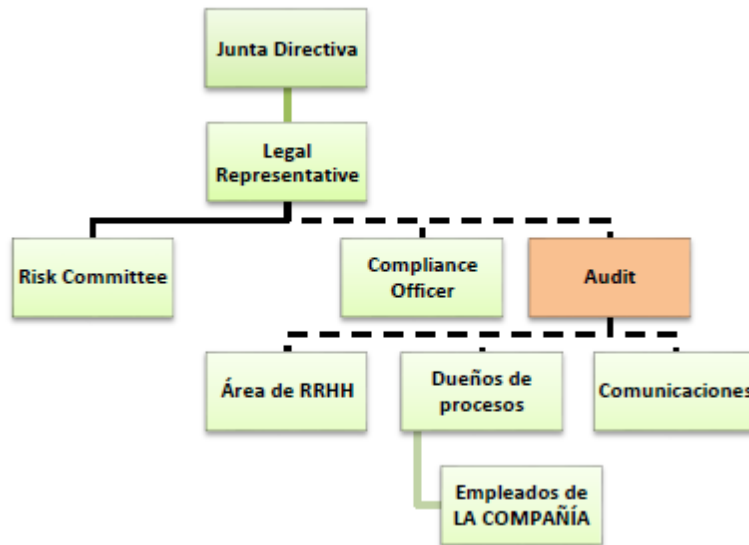 Junta Directiva
Legal
Representative
Risk Committee
Compliance
Officer
Audit
Área de RRHH
Dueños de
procesos
Comunicaciones
Empleados de
LA COMPAÑÍA